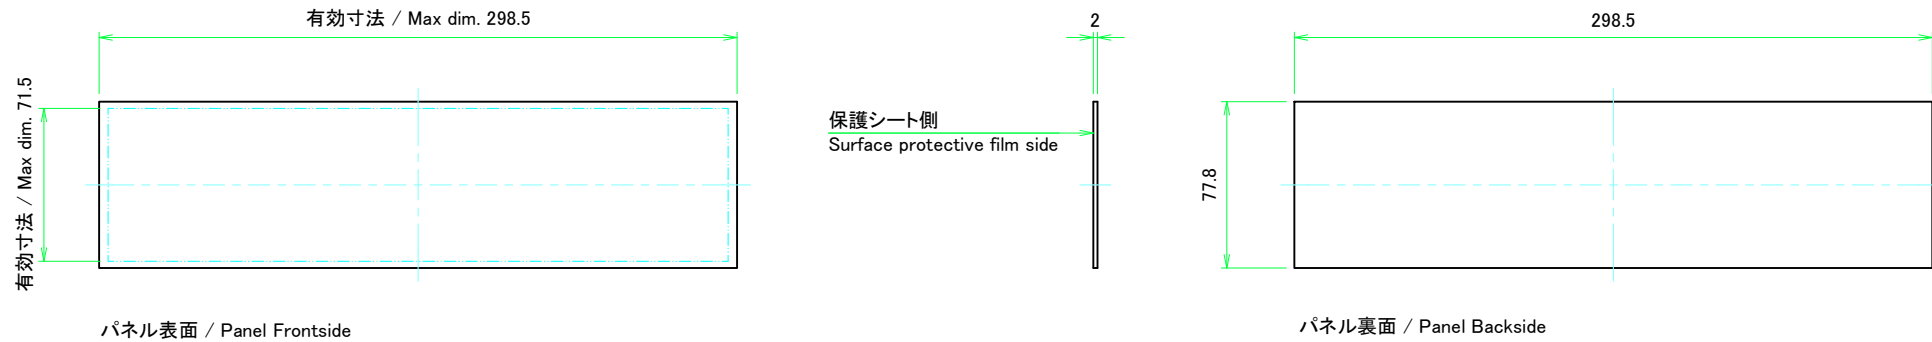 有効寸法 / Max dim. 298.5
有効寸法 / Max dim. 71.5
パネル表面 / Panel Frontside
2
保護シート側
Surface protective film side
298.5
77.8
パネル裏面 / Panel Backside